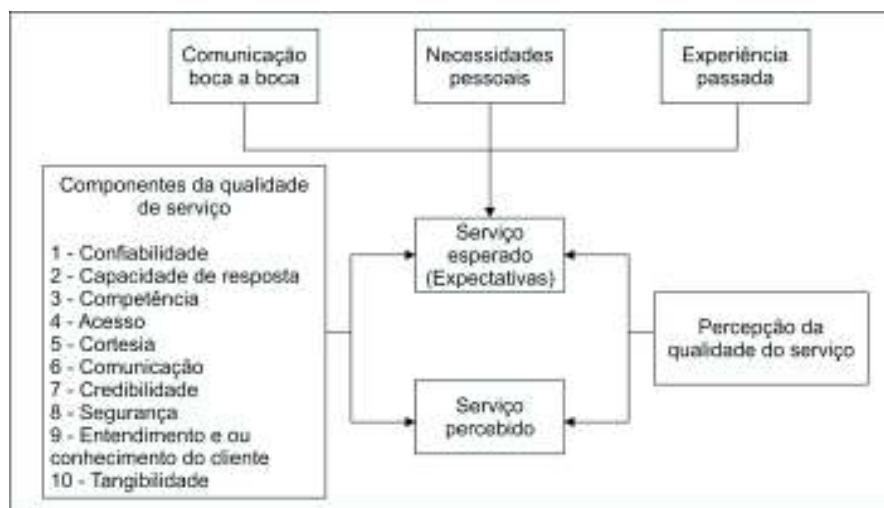 Comunicação
boca a boca
Necessidades
pessoais
Experiência
passada
Componentes da qualidade
de serviço
1 - Confiabilidade
2 - Capacidade de resposta
3 - Competência
4 - Acesso
5 - Cortesia
6 - Comunicação
7 - Credibilidade
8 - Segurança
9 - Entendimento e ou
conhecimento do cliente
10 - Tangibilidade
Serviço
esperado
(Expectativas)
Serviço
percebido
Percepção da
qualidade do serviço